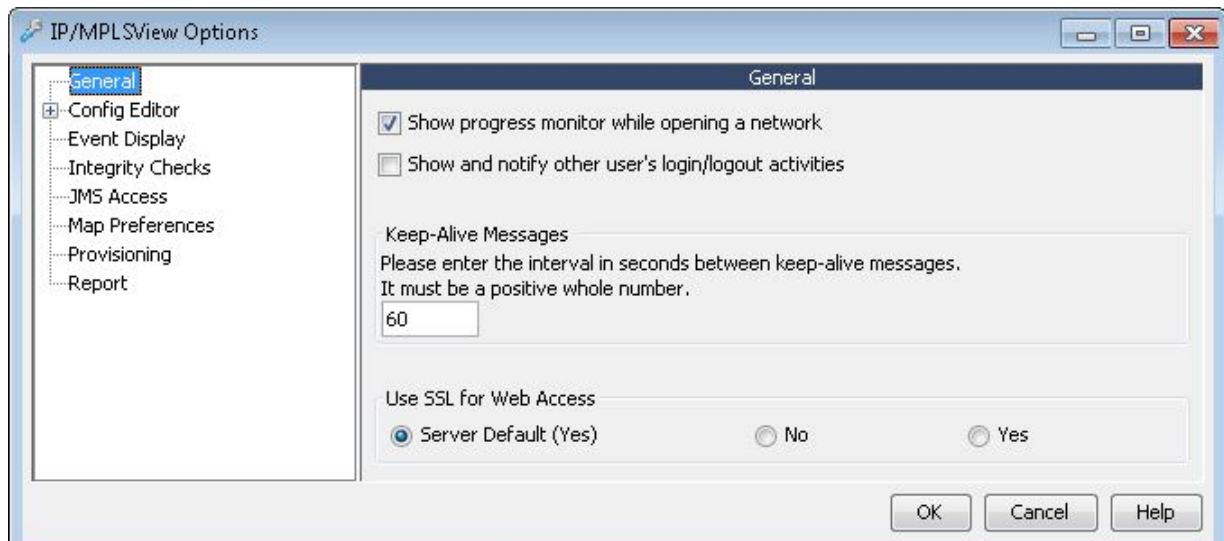 IP/MPLSView Options
General
Config Editor
Event Display
Integrity Checks
JMS Access
Map Preferences
Provisioning
Report
General
Show progress monitor while opening a network
Show and notify other user's login/logout activities
Keep-Alive Messages
Please enter the interval in seconds between keep-alive messages.
It must be a positive whole number.
60
Use SSL for Web Access
Server Default (Yes) No Yes
OK Cancel Help